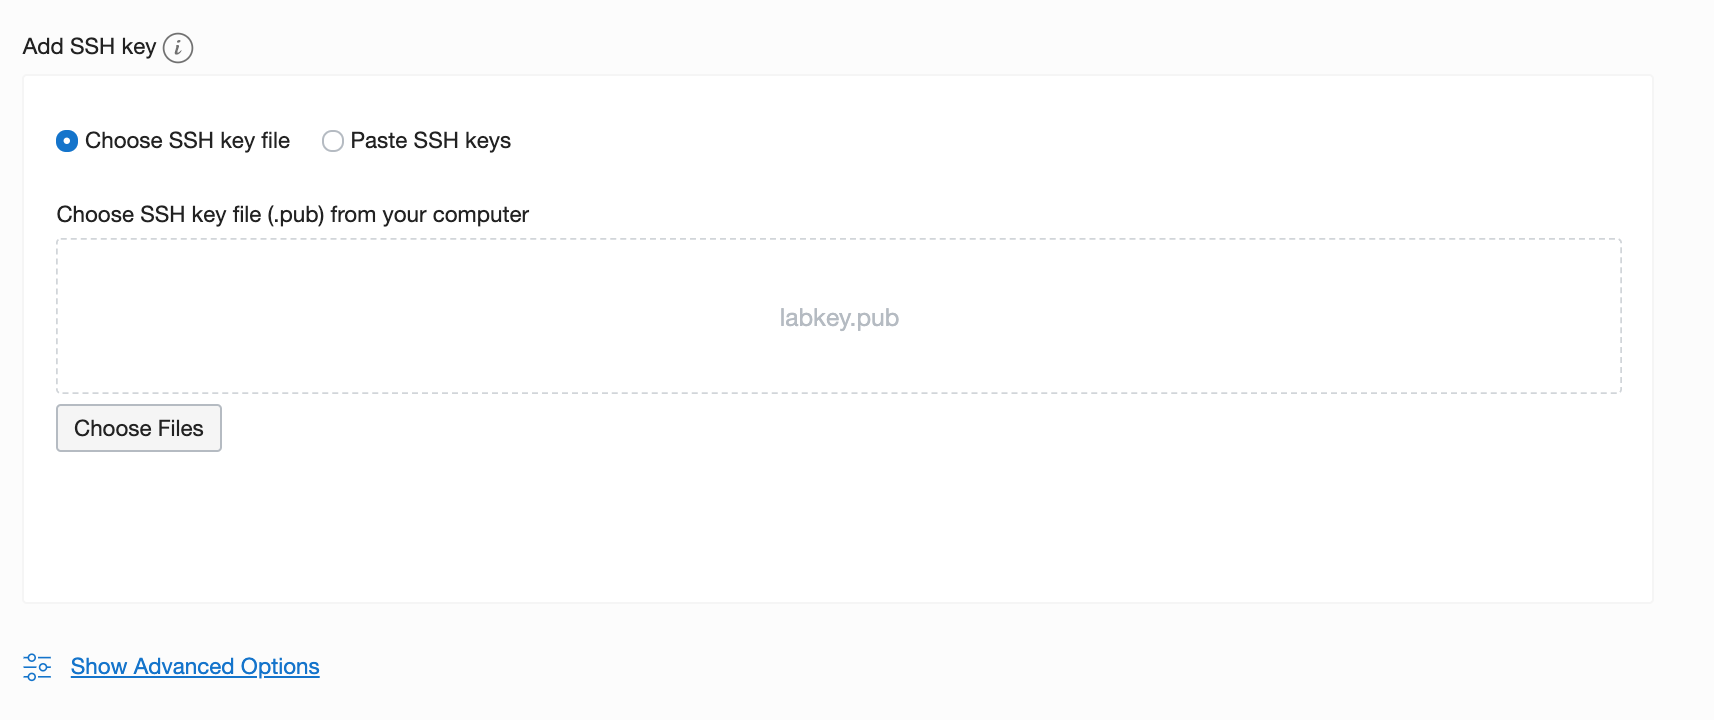 Add SSH key i
Choose SSH key file Paste SSH keys
Choose SSH key file (.pub) from your computer
labkey.pub
Choose Files
Show Advanced Options